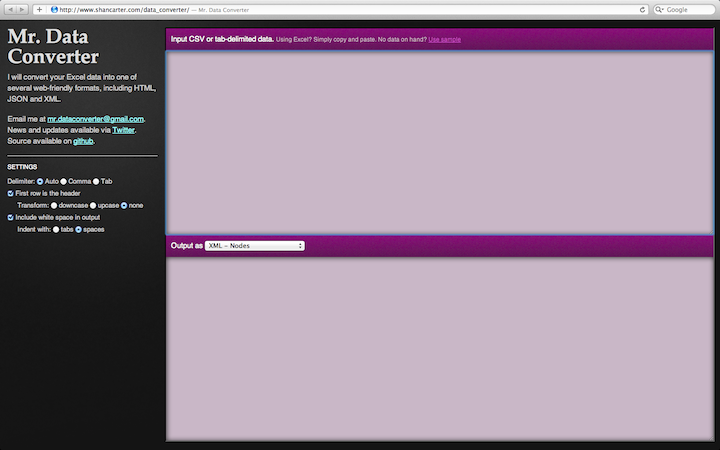 http://www.shancarter.com/data_converter/ — Mr. Data Converter
Google
Mr. Data
Converter
I will convert your Excel data into one of
several web-friendly formats, including HTML,
JSON and XML.
Email me at mr.dataconverter@gmail.com.
News and updates available via Twitter.
Source available on github.
SETTINGS
Delimiter: Auto Comma Tab
First row is the header
Transform: downcase upcase none
Include white space in output
Indent with: tabs spaces
Input CSV or tab-delimited data. Using Excel? Simply copy and paste. No data on hand? Use sample
Output as XML – Nodes